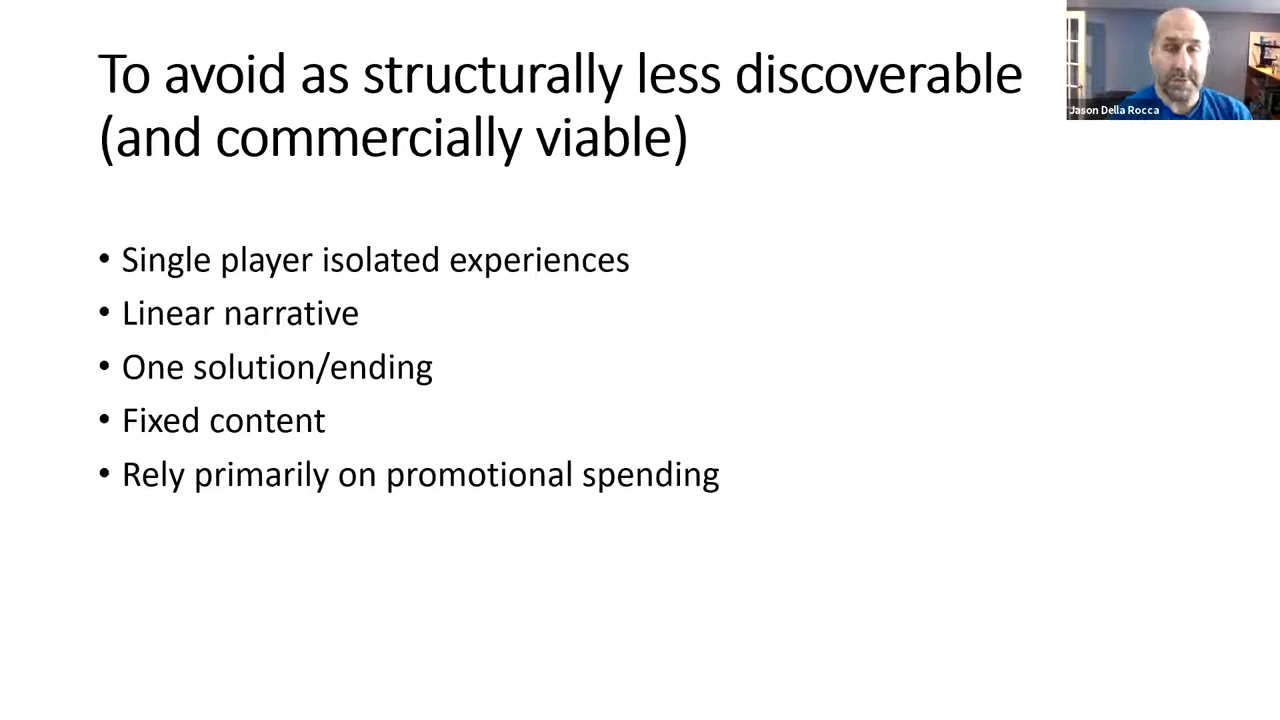 To avoid as structurally less discoverable
(and commercially viable)
Jason Della Rocca
• Single player isolated experiences
• Linear narrative
• One solution/ending
• Fixed content
• Rely primarily on promotional spending